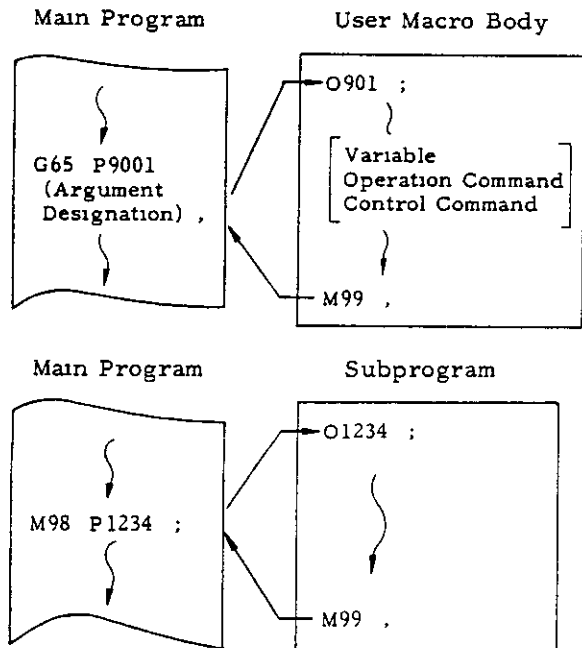 Main Program
User Macro Body
G65 P9001
(Argument
Designation) ,
O901 ;
Variable
Operation Command
Control Command
M99 ,
Main Program
Subprogram
M98 P1234 ;
O1234 ;
M99 ,